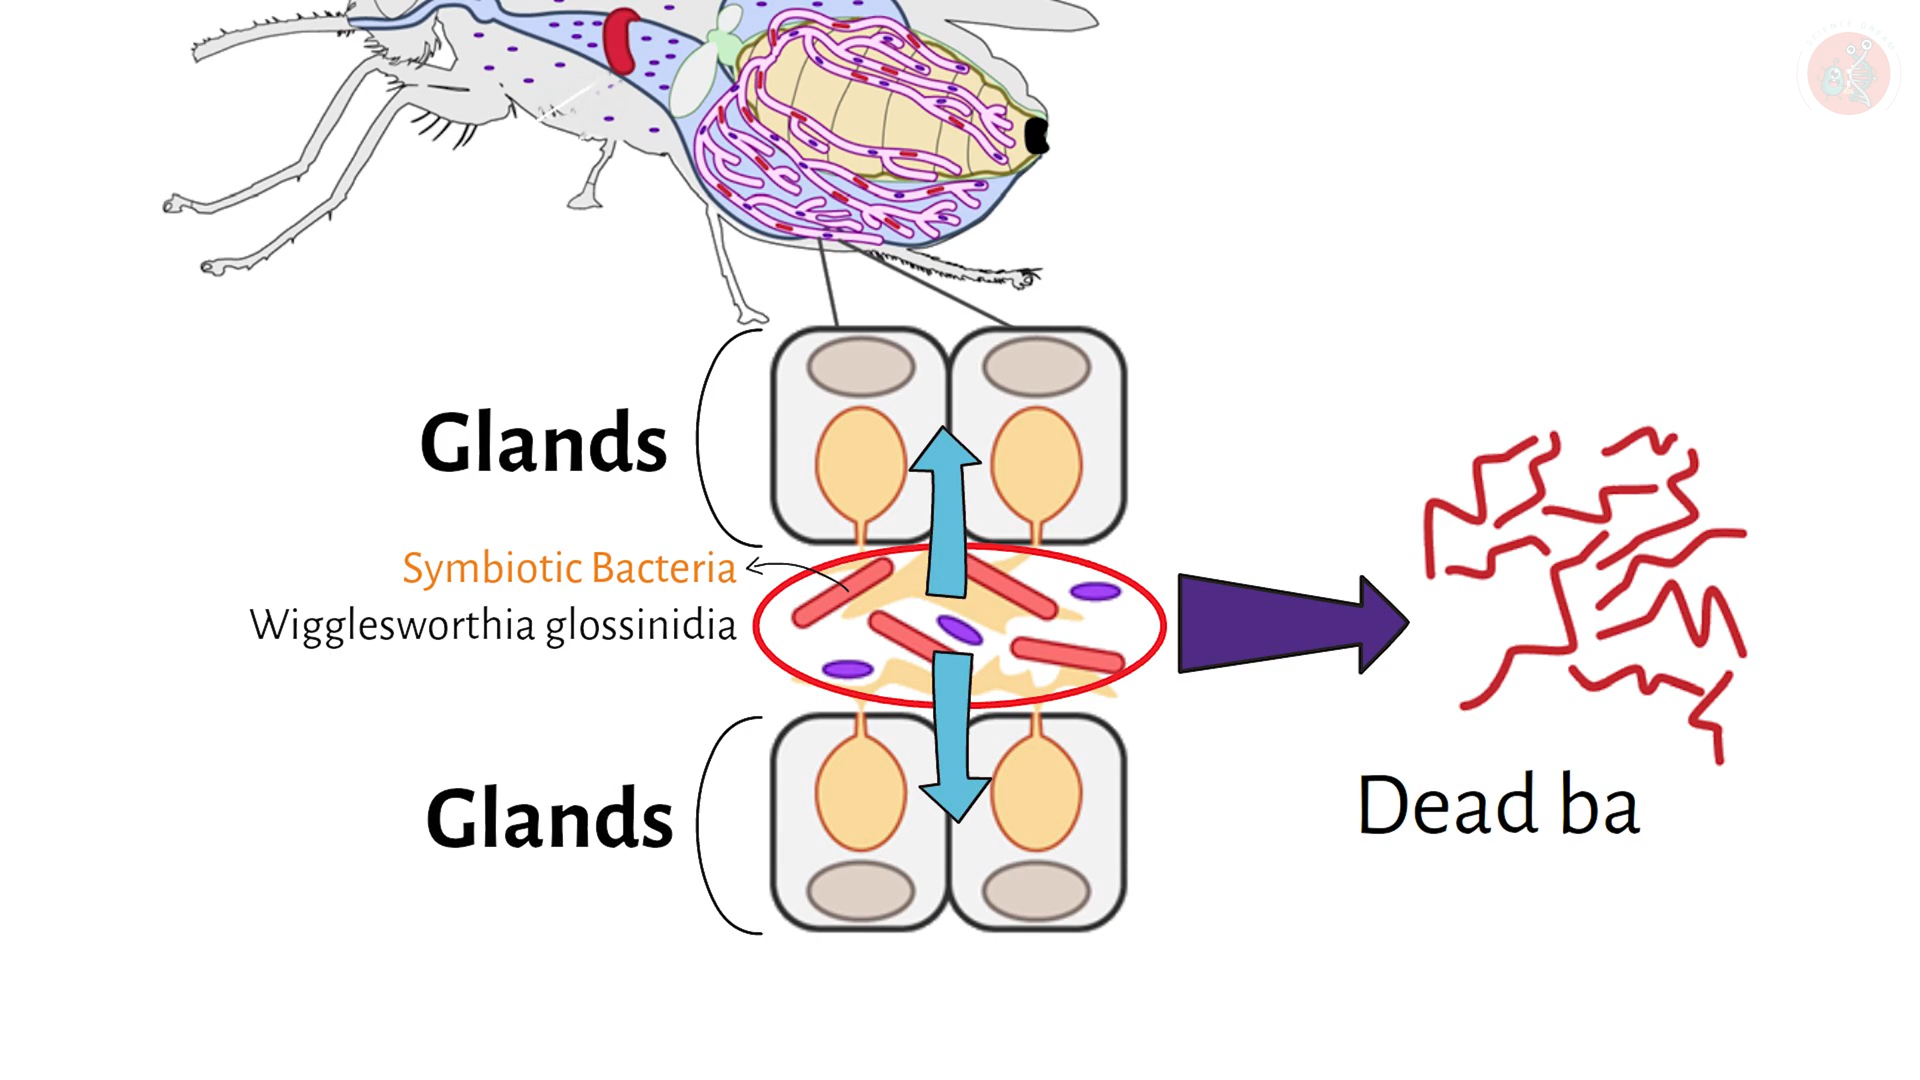 Glands
Symbiotic Bacteria
Wigglesworthia glossinidia
Glands
Dead ba